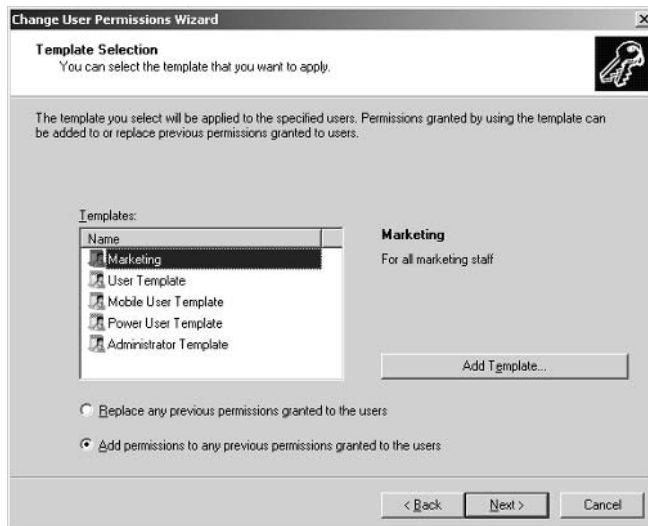 Change User Permissions Wizard
Template Selection
You can select the template that you want to apply.
The template you select will be applied to the specified users. Permissions granted by using the template can
be added to or replace previous permissions granted to users.
Templates:
Name
Marketing
User Template
Mobile User Template
Power User Template
Administrator Template
Marketing
For all marketing staff
Add Template...
Replace any previous permissions granted to the users
Add permissions to any previous permissions granted to the users
< Back
Next >
Cancel